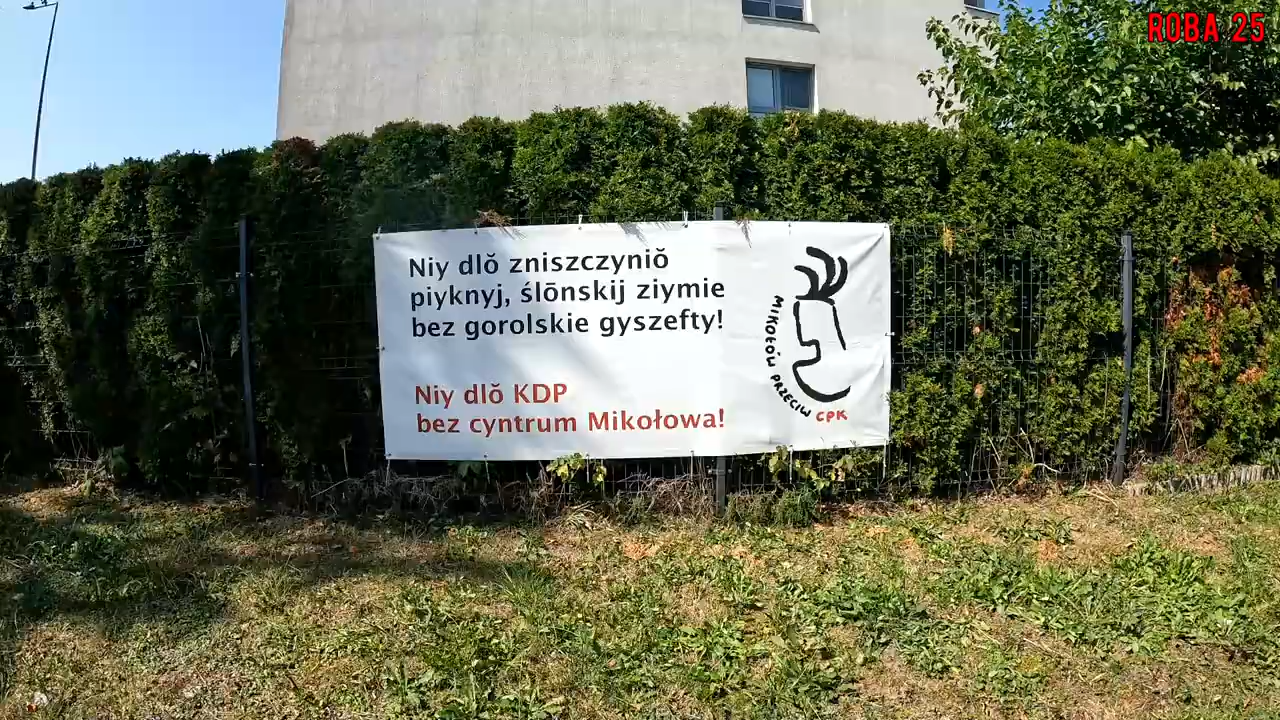 ROBA 25
Niy dlŏ zniszczyniŏ
piyknyj, ślōnskij ziymie
bez gorolskie gyszefty!
Niy dlŏ KDP
bez cyntrum Mikołowa!
MIKOŁÓW PRZECIW CPK